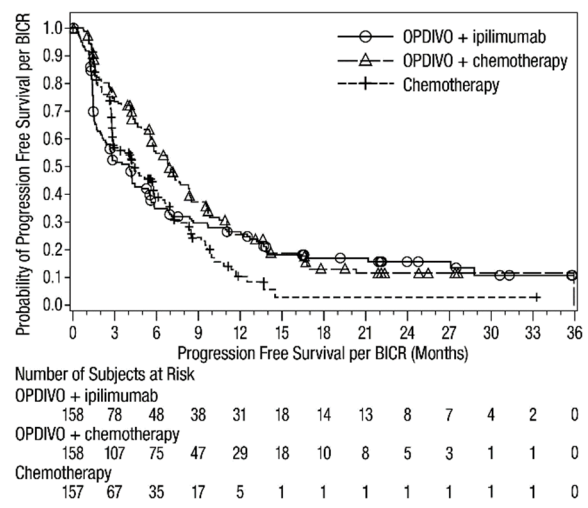 Probability of Progression Free Survival per BICR
1.0
0.9
0.8
0.7
0.6
0.5
0.4
0.3
0.2
0.1
0.0
OPDIVO + ipilimumab
OPDIVO + chemotherapy
Chemotherapy
0 3 6 9 12 15 18 21 24 27 30 33 36
Progression Free Survival per BICR (Months)
Number of Subjects at Risk
OPDIVO + ipilimumab
158 78 48 38 31 18 14 13 8 7 4 2 0
OPDIVO + chemotherapy
158 107 75 47 29 18 10 8 5 3 1 1 0
Chemotherapy
157 67 35 17 5 1 1 1 1 1 1 1 0